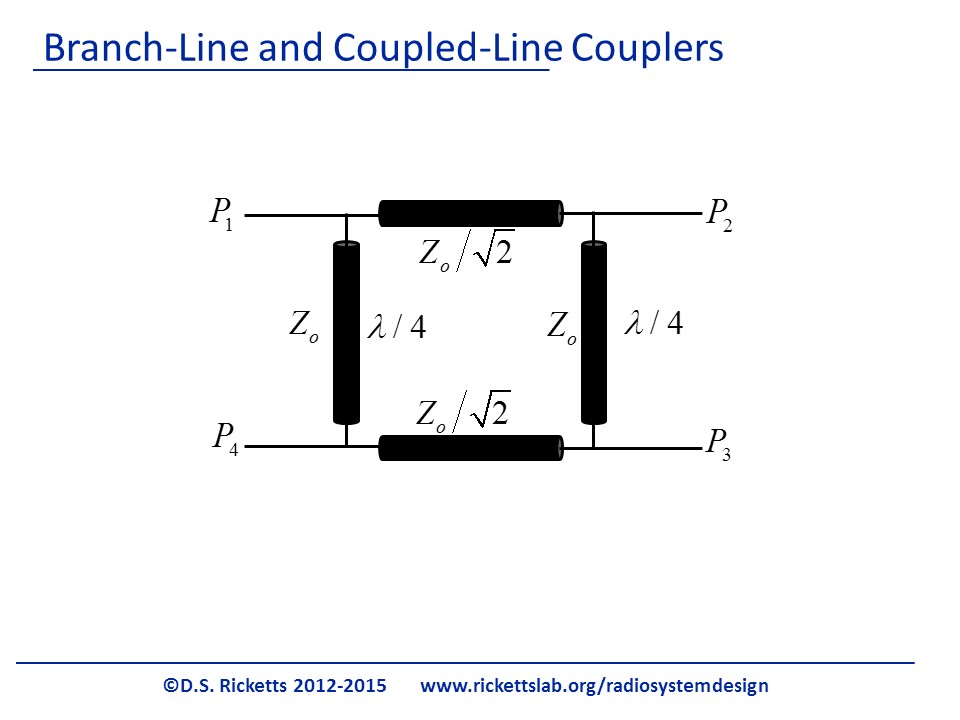 Branch-Line and Coupled-Line Couplers
P₁
P₂
Zₒ/√2
Zₒ
λ / 4
Zₒ
λ / 4
Zₒ/√2
P₄
P₃
©D.S. Ricketts 2012-2015 www.rickettslab.org/radiosystemdesign